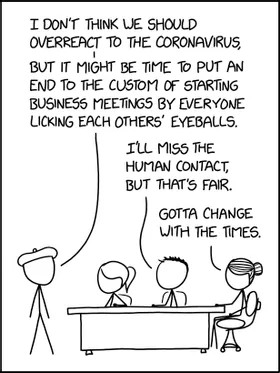 I DON'T THINK WE SHOULD
OVERREACT TO THE CORONAVIRUS,
BUT IT MIGHT BE TIME TO PUT AN
END TO THE CUSTOM OF STARTING
BUSINESS MEETINGS BY EVERYONE
LICKING EACH OTHERS' EYEBALLS.
I'LL MISS THE
HUMAN CONTACT,
BUT THAT'S FAIR.
GOTTA CHANGE
WITH THE TIMES.